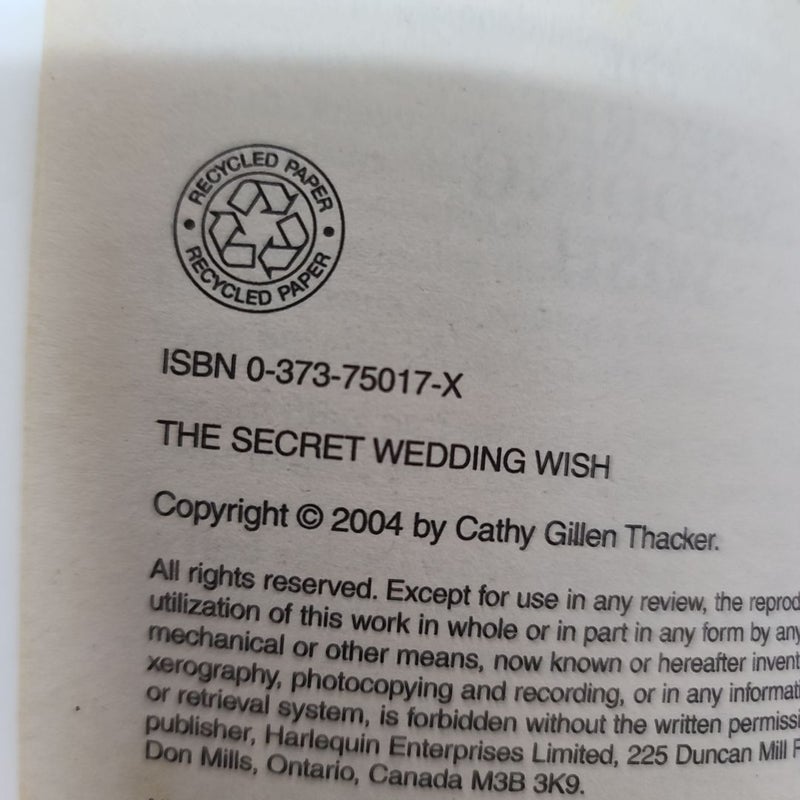 RECYCLED PAPER
RECYCLED PAPER
ISBN 0-373-75017-X
THE SECRET WEDDING WISH
Copyright © 2004 by Cathy Gillen Thacker.
All rights reserved. Except for use in any review, the reprod
utilization of this work in whole or in part in any form by any
mechanical or other means, now known or hereafter invent
xerography, photocopying and recording, or in any informati
or retrieval system, is forbidden without the written permissi
publisher, Harlequin Enterprises Limited, 225 Duncan Mill R
Don Mills, Ontario, Canada M3B 3K9.